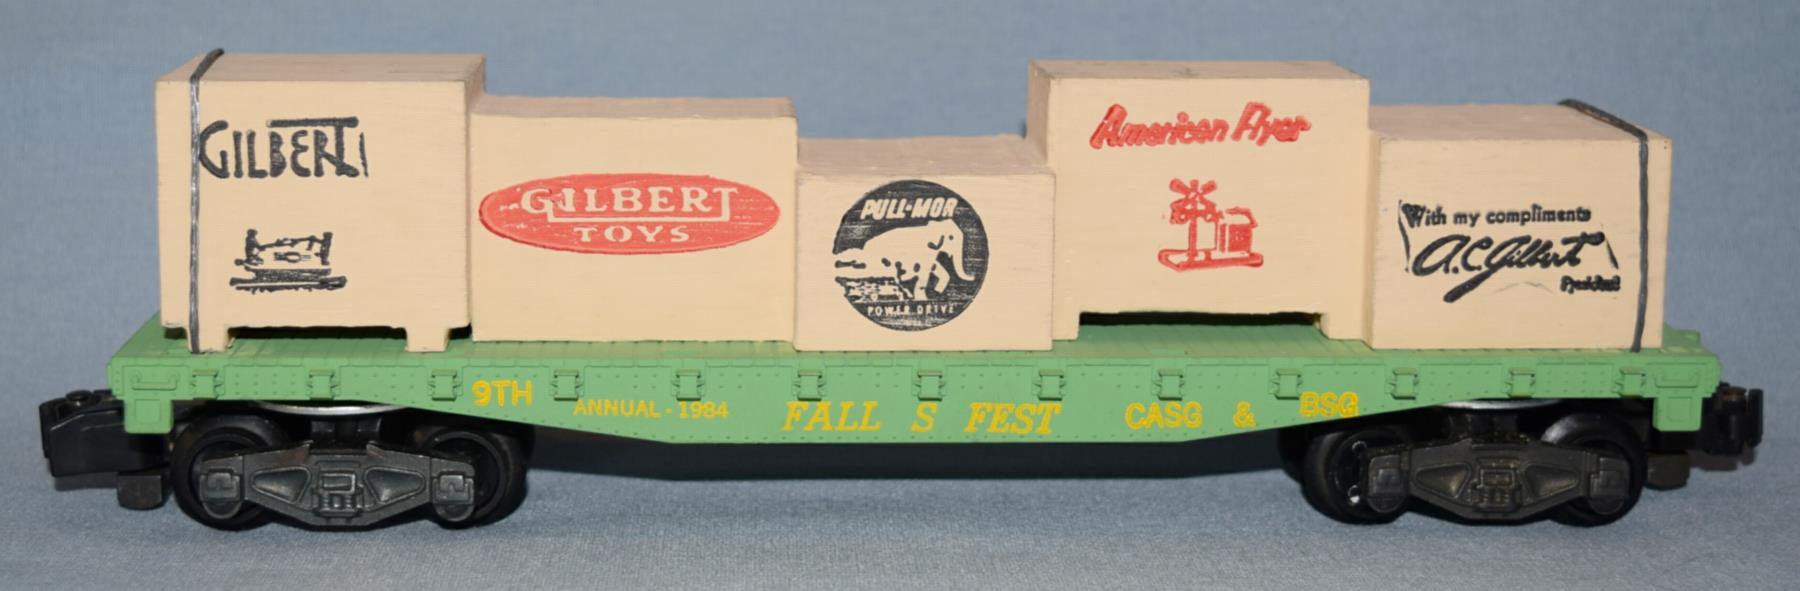 GILBERT
GILBERT
TOYS
PULL-MOR
POWER DRIVE
American Flyer
With my compliments
A.C. Gilbert
President
9TH ANNUAL - 1984 FALL S FEST CASG & BSG